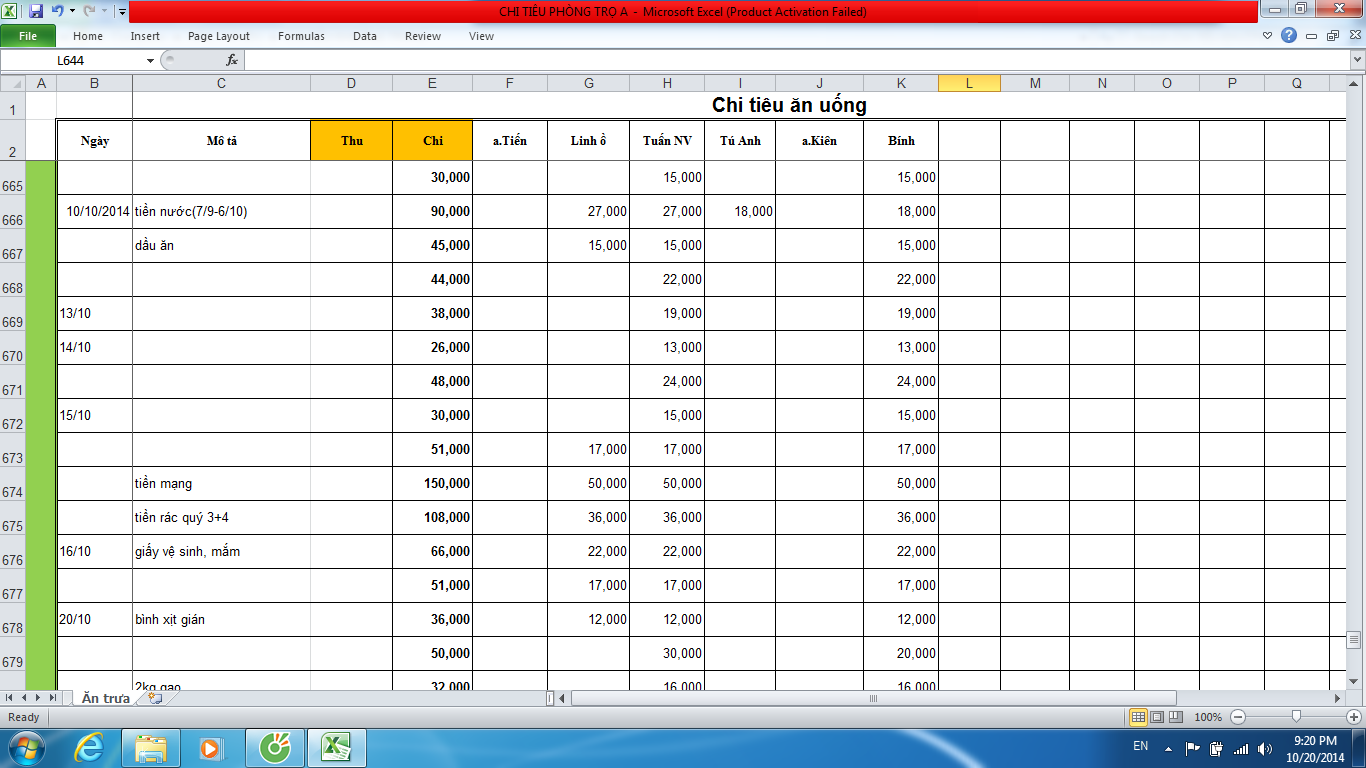 CHI TIÊU PHÒNG TRO A - Microsoft Excel (Product Activation Failed)
File Home Insert Page Layout Formulas Data Review View
L644 fx
A B C D E F G H I J K L M N O P Q
1 Chi tiêu ăn uống
2 Ngày Mô tả Thu Chi a.Tiến Linh ồ Tuấn NV Tú Anh a.Kiên Bính
665 30,000 15,000 15,000
666 10/10/2014 tiền nước(7/9-6/10) 90,000 27,000 27,000 18,000 18,000
667 dầu ăn 45,000 15,000 15,000 15,000
668 44,000 22,000 22,000
669 13/10 38,000 19,000 19,000
670 14/10 26,000 13,000 13,000
671 48,000 24,000 24,000
672 15/10 30,000 15,000 15,000
673 51,000 17,000 17,000 17,000
674 tiền mạng 150,000 50,000 50,000 50,000
675 tiền rác quý 3+4 108,000 36,000 36,000 36,000
676 16/10 giấy vệ sinh, mắm 66,000 22,000 22,000 22,000
677 51,000 17,000 17,000 17,000
678 20/10 bình xịt gián 36,000 12,000 12,000 12,000
679 50,000 30,000 20,000
2kg gạo 32,000 16,000 16,000
Ăn trưa
Ready 100%
EN 9:20 PM
10/20/2014